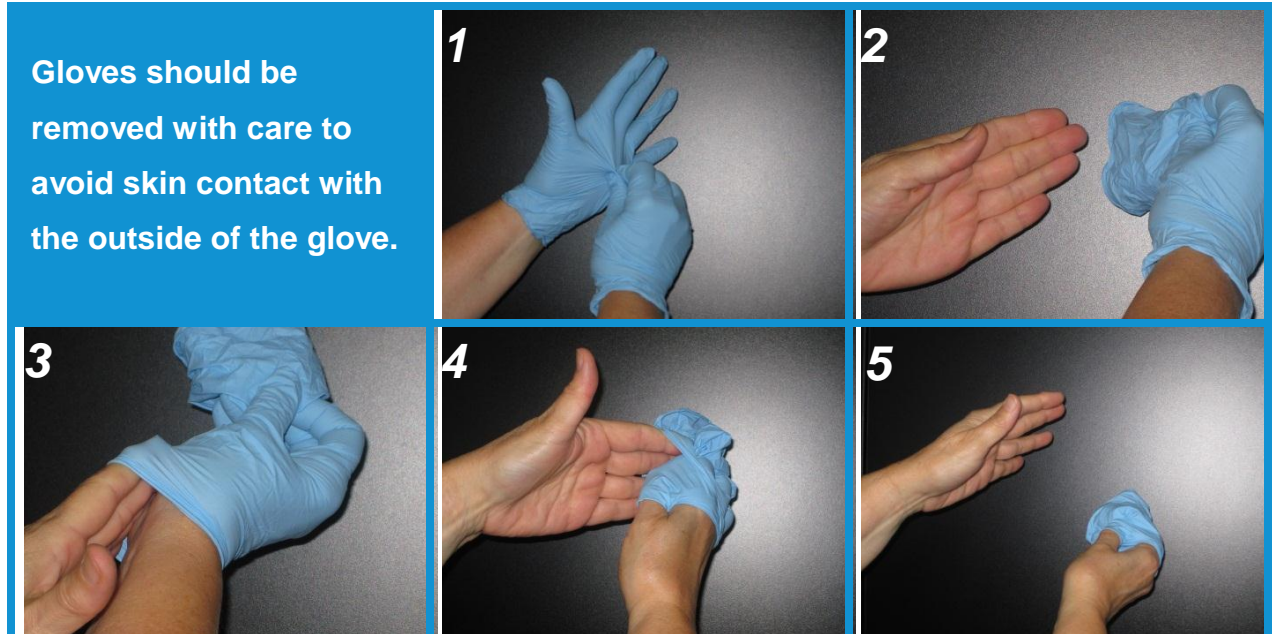 Gloves should be
removed with care to
avoid skin contact with
the outside of the glove.
1
2
3
4
5